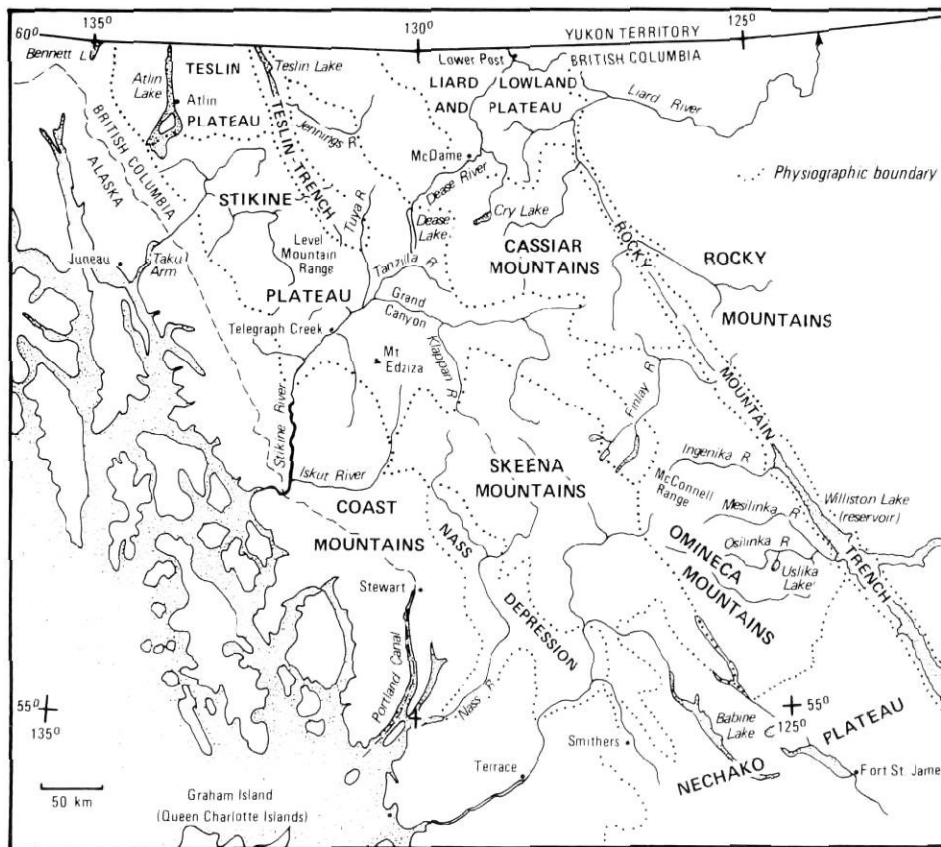 135°
130°
125°
60°
YUKON TERRITORY
BRITISH COLUMBIA
Bennett L
TESLIN
PLATEAU
Teslin Lake
Lower Post
LIARD LOWLAND
AND PLATEAU
Liard River
Atlin
Lake
Atlin
TESLIN TRENCH
Jennings R.
McDame
BRITISH COLUMBIA
ALASKA
Physiographic boundary
Dease River
STIKINE
PLATEAU
Tuya R
Dease
Lake
Cry Lake
Level
Mountain
Range
CASSIAR
MOUNTAINS
ROCKY
MOUNTAIN
TRENCH
ROCKY
MOUNTAINS
Juneau
Taku
Arm
Tanzilla R
Grand
Canyon
Telegraph Creek
Mt
Edziza
Klappan R
Finlay R
Stikine River
Iskut River
SKEENA
MOUNTAINS
Ingenika R
McConnell
Range
Mesilinka R
Williston Lake
(reservoir)
COAST
MOUNTAINS
NASS
DEPRESSION
OMINECA
MOUNTAINS
Osilinka R
Uslika
Lake
Stewart
Portland Canal
Nass R
55°
135°
55°
125°
Babine
Lake
NECHAKO
PLATEAU
Smithers
Terrace
Fort St. Jame
50 km
Graham Island
(Queen Charlotte Islands)